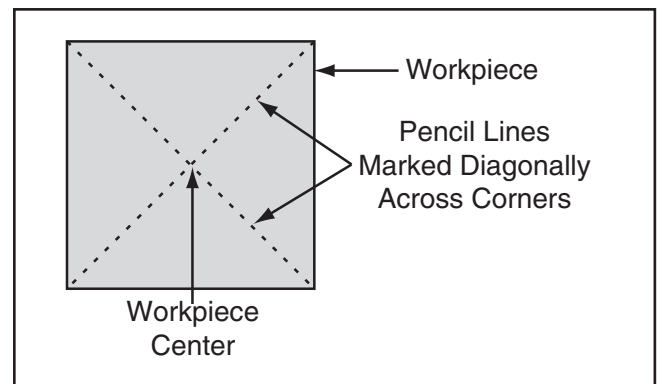 Workpiece
Pencil Lines
Marked Diagonally
Across Corners
Workpiece
Center